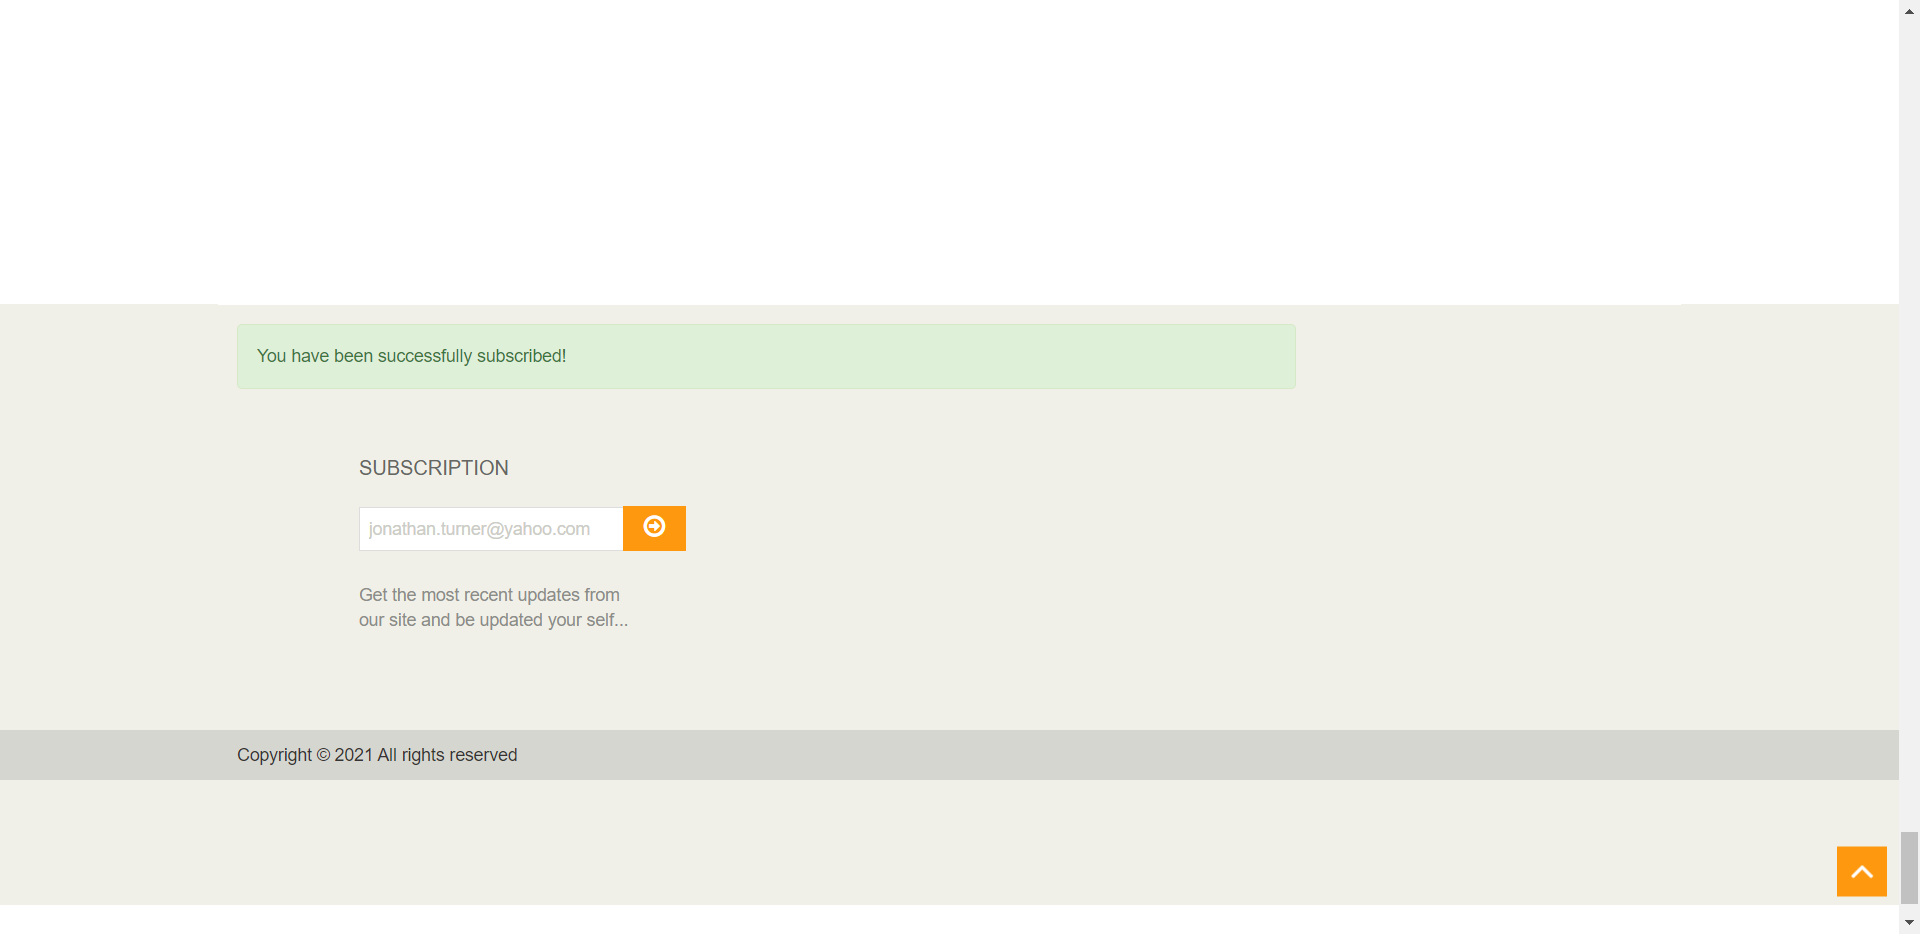 You have been successfully subscribed!
SUBSCRIPTION
jonathan.turner@yahoo.com
Get the most recent updates from
our site and be updated your self...
Copyright © 2021 All rights reserved